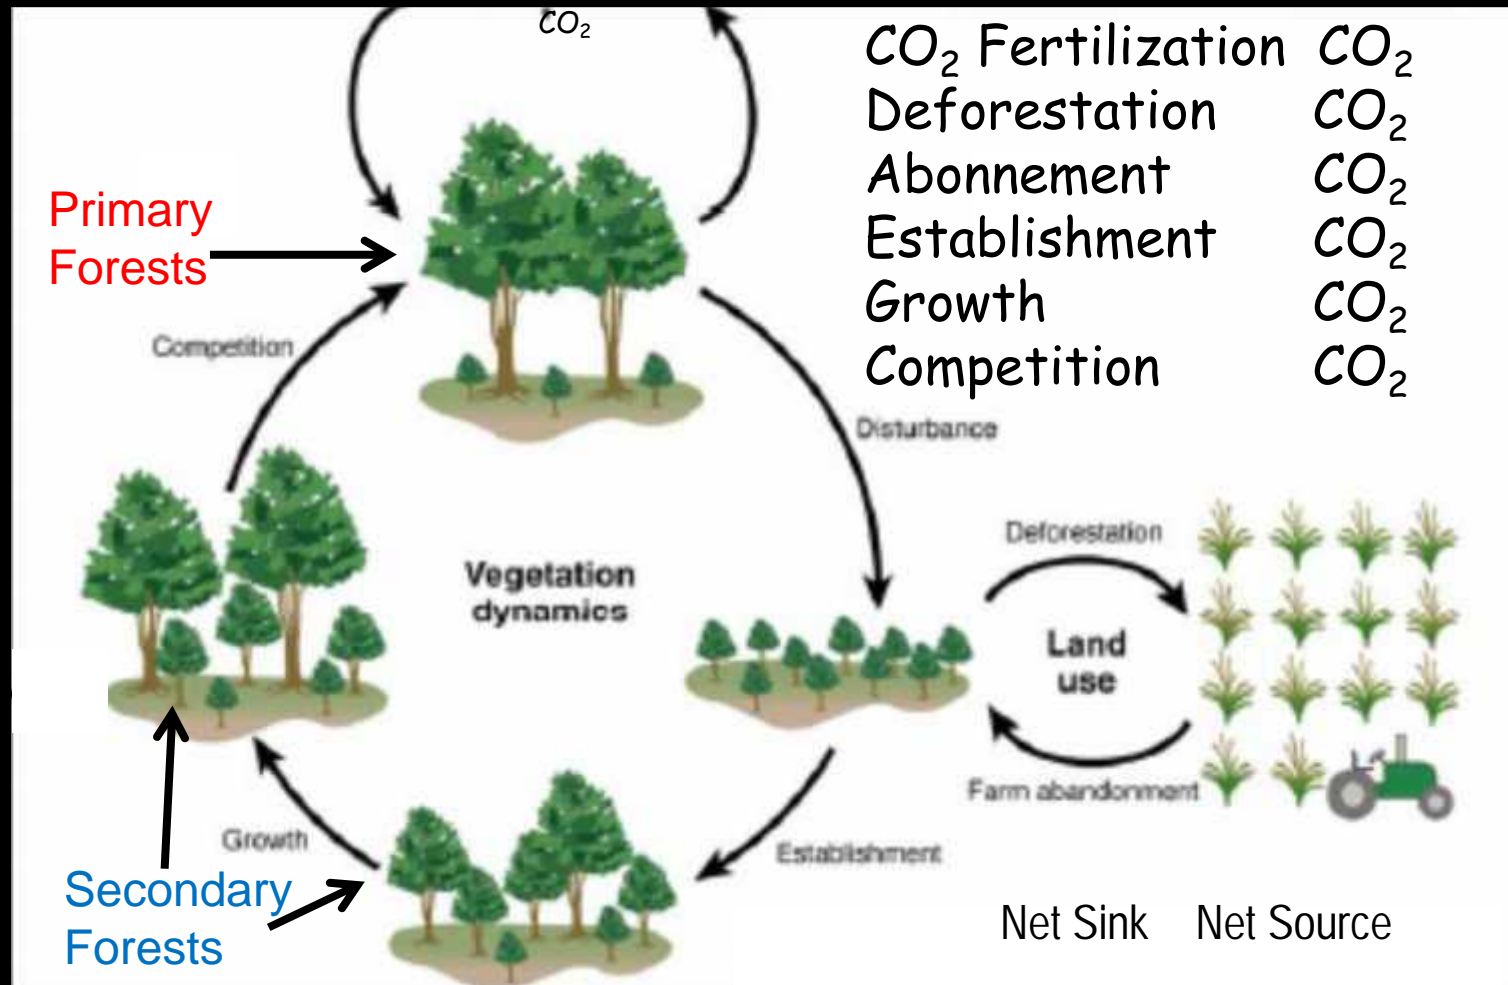 CO₂
CO₂ Fertilization CO₂
Deforestation CO₂
Abonnement CO₂
Establishment CO₂
Growth CO₂
Competition CO₂
Primary
Forests
Competition
Disturbance
Deforestation
Vegetation
dynamics
Land
use
Farm abandonment
Growth
Establishment
Secondary
Forests
Net Sink Net Source